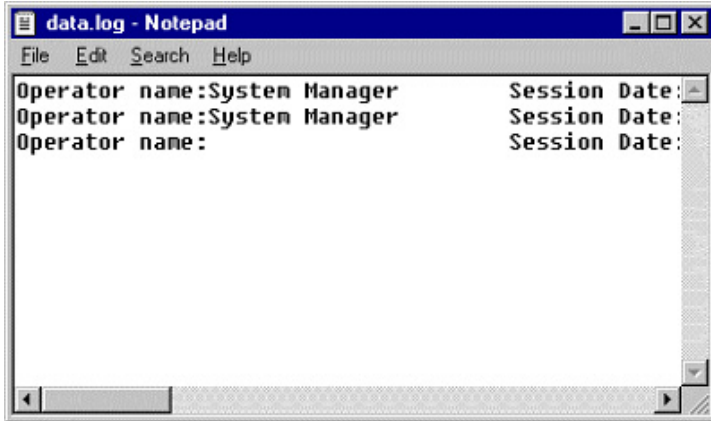 data.log - Notepad
File Edit Search Help
Operator name:System Manager Session Date:
Operator name:System Manager Session Date:
Operator name: Session Date: